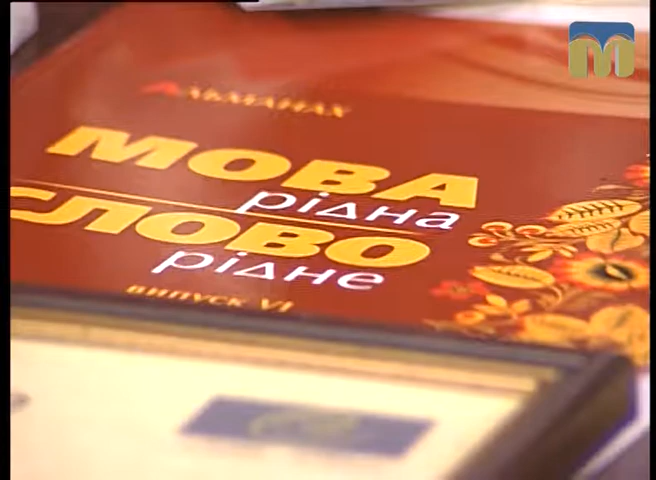 АЛЬМАНАХ
МОВА
рідна
СЛОВО
рідне
ВИПУСК VI